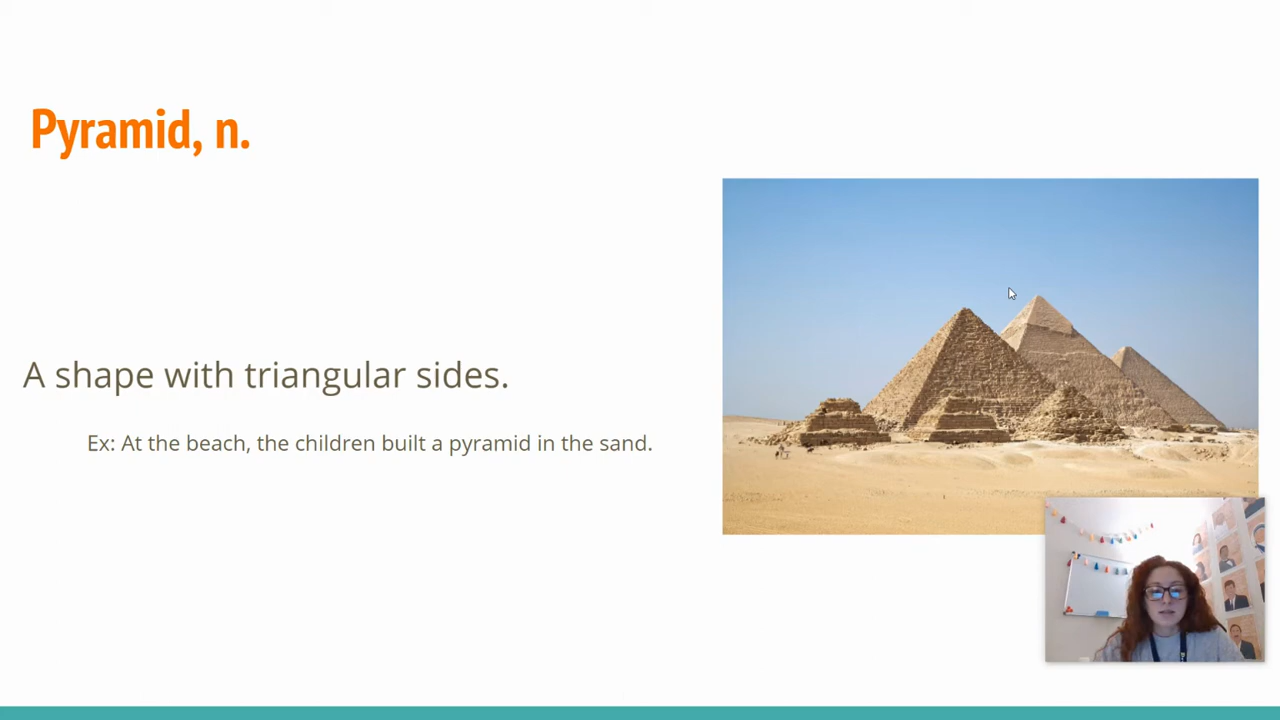 Pyramid, n.
A shape with triangular sides.
Ex: At the beach, the children built a pyramid in the sand.